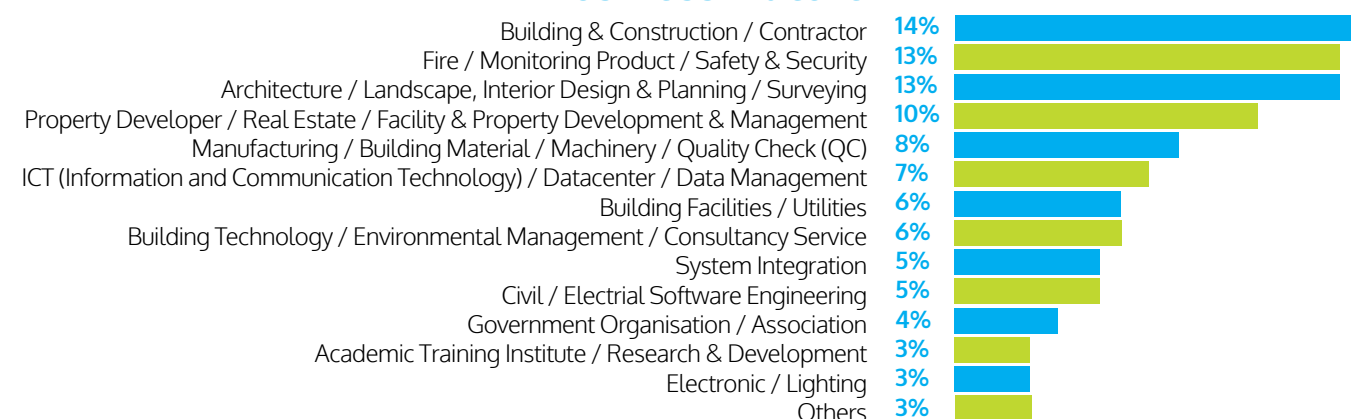 Building & Construction / Contractor 14%
Fire / Monitoring Product / Safety & Security 13%
Architecture / Landscape, Interior Design & Planning / Surveying 13%
Property Developer / Real Estate / Facility & Property Development & Management 10%
Manufacturing / Building Material / Machinery / Quality Check (QC) 8%
ICT (Information and Communication Technology) / Datacenter / Data Management 7%
Building Facilities / Utilities 6%
Building Technology / Environmental Management / Consultancy Service 6%
System Integration 5%
Civil / Electrial Software Engineering 5%
Government Organisation / Association 4%
Academic Training Institute / Research & Development 3%
Electronic / Lighting 3%
Others 3%